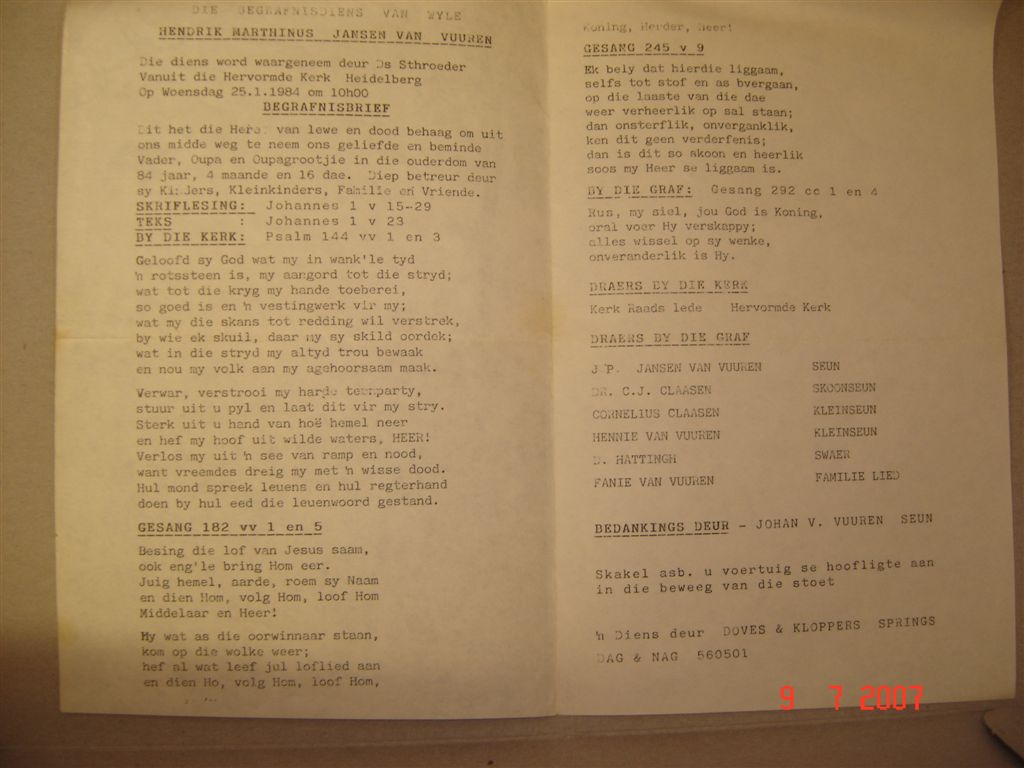 DIE BEGRAFNISDIENS VAN WYLE
HENDRIK MARTHINUS JANSEN VAN VUUREN
Die diens word waargeneem deur Ds Sthroeder
Vanuit die Hervormde Kerk Heidelberg
Op Woensdag 25.1.1984 om 10h00
BEGRAFNISBRIEF
Dit het die Here van lewe en dood behaag om uit
ons midde weg te neem ons geliefde en beminde
Vader, Oupa en Oupagrootjie in die ouderdom van
84 jaar, 4 maande en 16 dae. Diep betreur deur
sy Kinders, Kleinkinders, Familie en Vriende.
SKRIFLESING: Johannes 1 v 15-29
TEKS : Johannes 1 v 23
BY DIE KERK: Psalm 144 vv 1 en 3
Geloofd sy God wat my in wank'le tyd
'n rotssteen is, my aangord tot die stryd;
wat tot die kryg my hande toeberei,
so goed is en 'n vestingwerk vir my;
wat my die skans tot redding wil verstrek,
by wie ek skuil, daar my sy skild oordek;
wat in die stryd my altyd trou bewaak
en nou my volk aan my agehoorsaam maak.
Verwar, verstrooi my harde teenparty,
stuur uit u pyl en laat dit vir my stry.
Sterk uit u hand van hoë hemel neer
en hef my hoof uit wilde waters, HEER!
Verlos my uit 'n see van ramp en nood,
want vreemdes dreig my met 'n wisse dood.
Hul mond spreek leuens en hul regterhand
doen by hul eed die leuenwoord gestand.
GESANG 182 vv 1 en 5
Besing die lof van Jesus saam,
ook eng'le bring Hom eer.
Juig hemel, aarde, roem sy Naam
en dien Hom, volg Hom, loof Hom
Middelaar en Heer!
Hy wat as die oorwinnaar staan,
kom op die wolke weer;
hef al wat leef jul loflied aan
en dien Ho, volg Hom, loof Hom,
Koning, Herder, Heer!
GESANG 245 v 9
Ek bely dat hierdie liggaam,
selfs tot stof en as bvergaan,
op die laaste van die dae
weer verheerlik op sal staan;
dan onsterflik, onverganklik,
ken dit geen verderfenis;
dan is dit so skoon en heerlik
soos my Heer se liggaam is.
BY DIE GRAF: Gesang 292 cc 1 en 4
Rus, my siel, jou God is Koning,
oral voer Hy verskappy;
alles wissel op sy wenke,
onveranderlik is Hy.
DRAERS BY DIE KERK
Kerk Raads lede Hervormde Kerk
DRAERS BY DIE GRAF
J.P. JANSEN VAN VUUREN SEUN
DR. C.J. CLAASEN SKOONSEUN
CORNELIUS CLAASEN KLEINSEUN
HENNIE VAN VUUREN KLEINSEUN
D. HATTINGH SWAER
FANIE VAN VUUREN FAMILIE LIED
BEDANKINGS DEUR - JOHAN V. VUUREN SEUN
Skakel asb. u voertuig se hoofligte aan
in die beweeg van die stoet
'n Diens deur DOVES & KLOPPERS SPRINGS
DAG & NAG 560501
9 7 2007